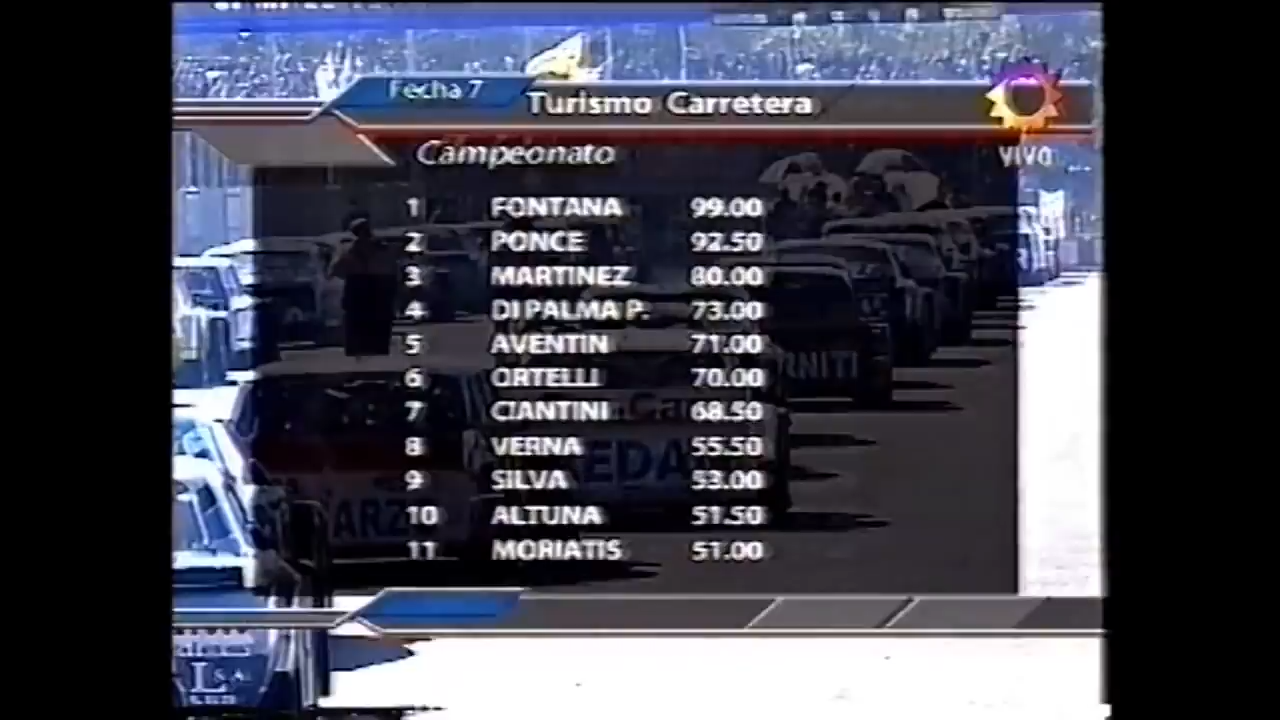 Fecha 7
Turismo Carretera
VIVO
Campeonato
1 FONTANA 99.00
2 PONCE 92.50
3 MARTINEZ 80.00
4 DI PALMA P. 73.00
5 AVENTIN 71.00
6 ORTELLI 70.00
7 CIANTINI 68.50
8 VERNA 55.50
9 SILVA 53.00
10 ALTUNA 51.50
11 MORIATIS 51.00